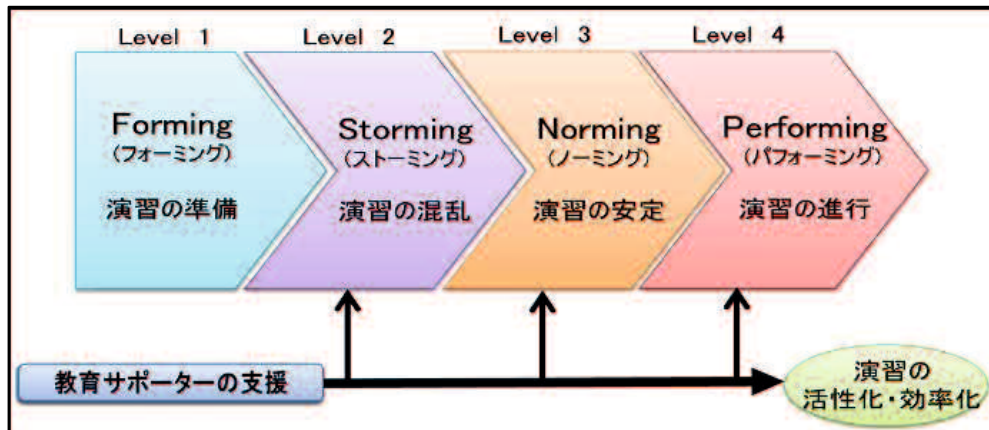 Level 1
Level 2
Level 3
Level 4
Forming
(フォーミング)
演習の準備
Storming
(ストーミング)
演習の混乱
Norming
(ノーミング)
演習の安定
Performing
(パフォーミング)
演習の進行
教育サポーターの支援
演習の
活性化・効率化